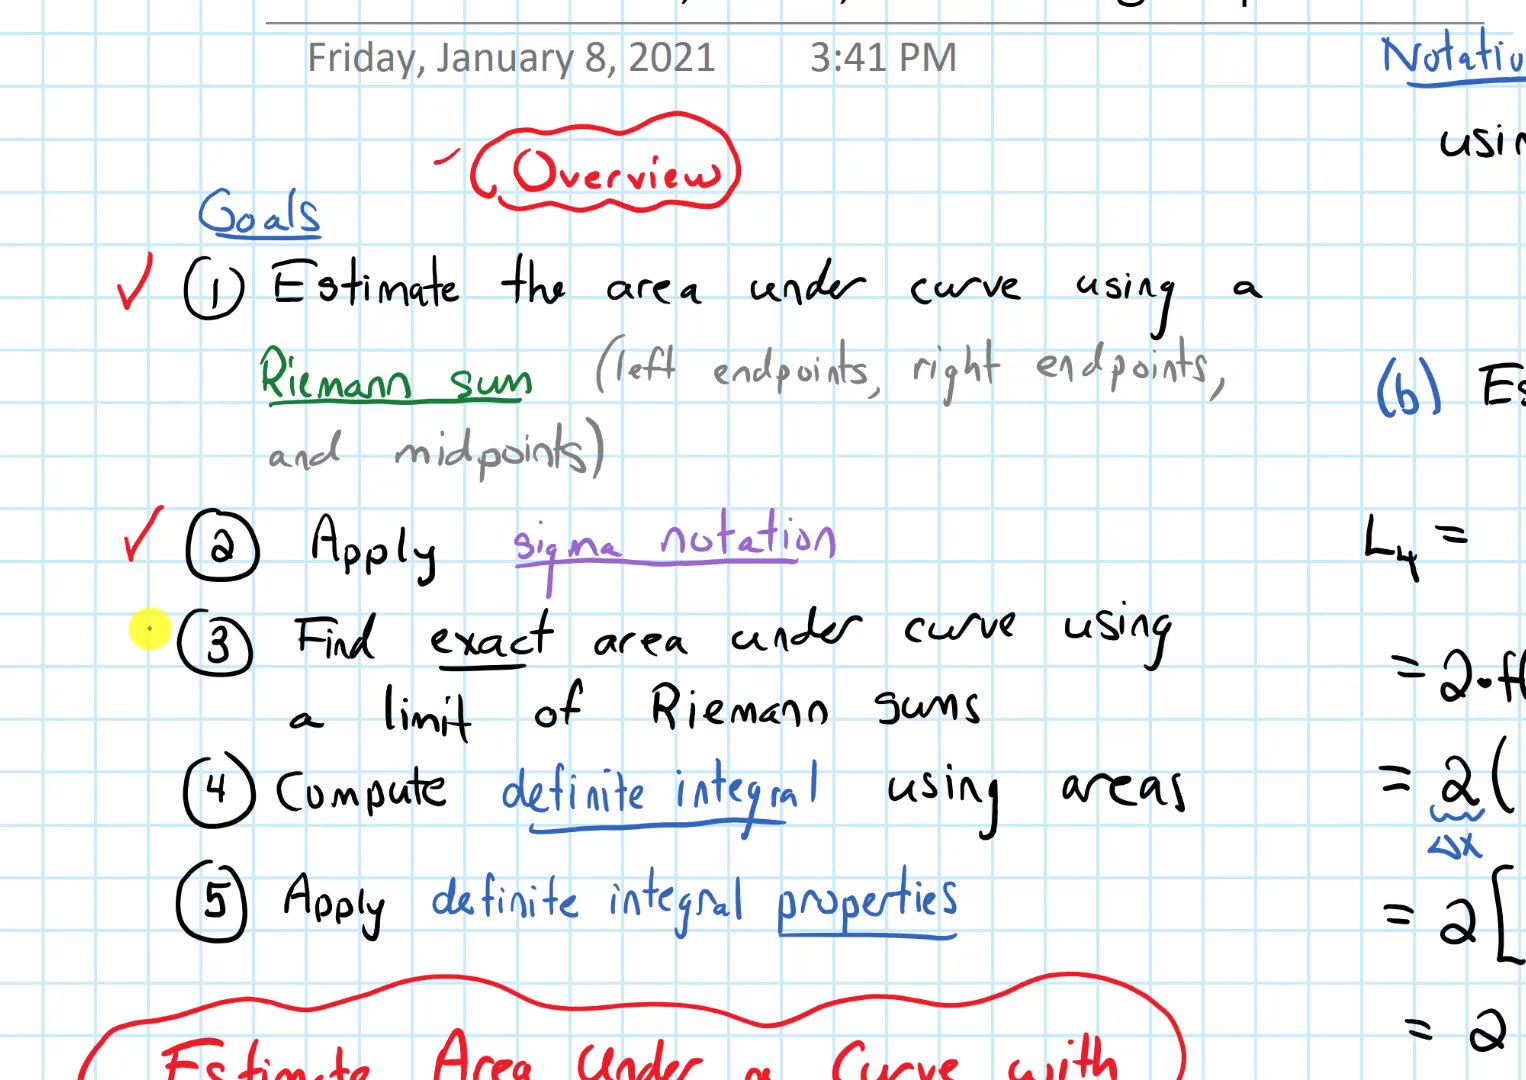 Friday, January 8, 2021 3:41 PM
Overview
Goals
① Estimate the area under curve using a
Riemann sum (left endpoints, right endpoints,
and midpoints)
② Apply sigma notation
③ Find exact area under curve using
a limit of Riemann sums
④ Compute definite integral using areas
⑤ Apply definite integral properties
Estimate Area Under a Curve with
(b)
L₄ =
= 2·f(
= 2(
Δx
= 2[
= 2